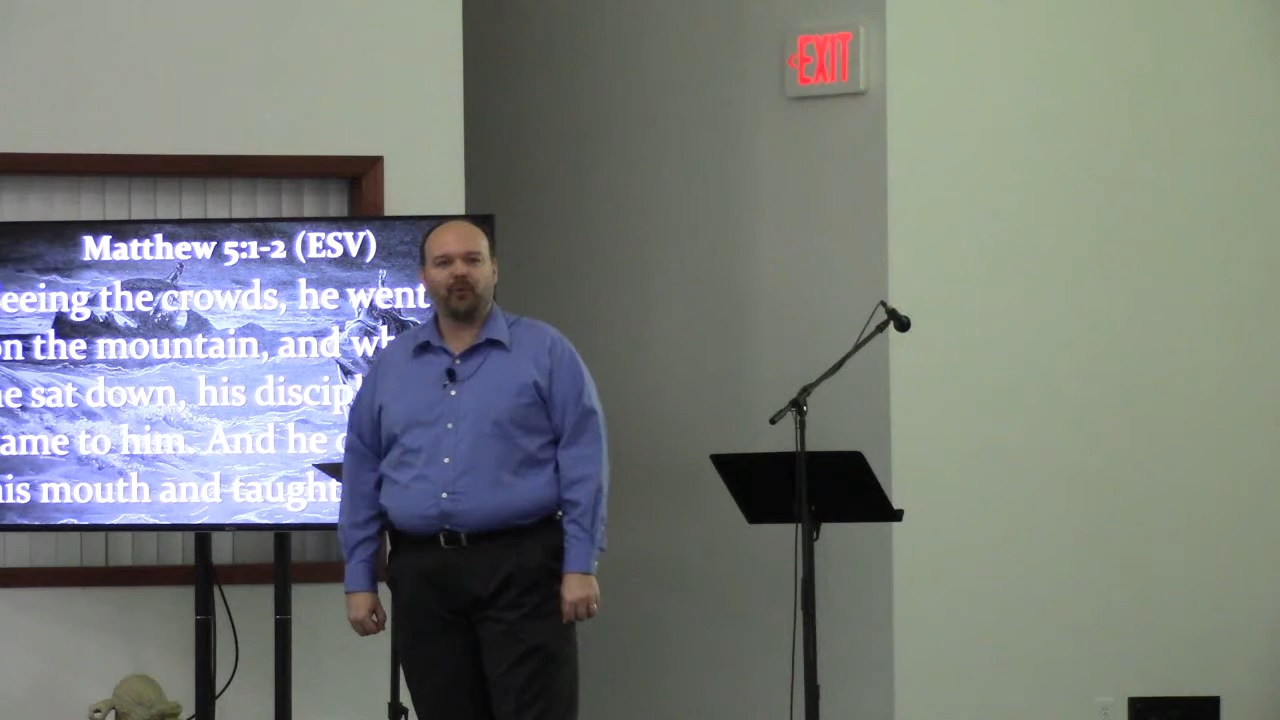 EXIT
Matthew 5:1-2 (ESV)
eeing the crowds, he went
on the mountain, and wh
he sat down, his discipl
ame to him. And he
his mouth and taught